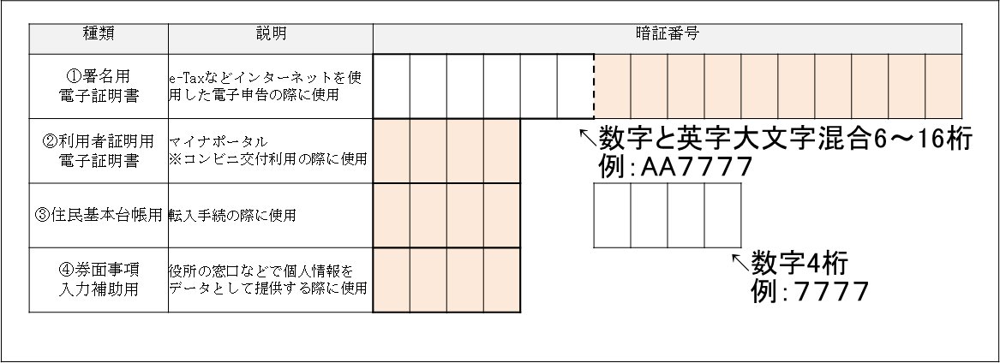 種類
説明
暗証番号
①署名用
電子証明書
e-Taxなどインターネットを使
用した電子申告の際に使用
②利用者証明用
電子証明書
マイナポータル
※コンビニ交付利用の際に使用
↖数字と英字大文字混合6～16桁
例：AA７７７７
③住民基本台帳用
転入手続の際に使用
④券面事項
入力補助用
役所の窓口などで個人情報を
データとして提供する際に使用
↖数字4桁
例：７７７７